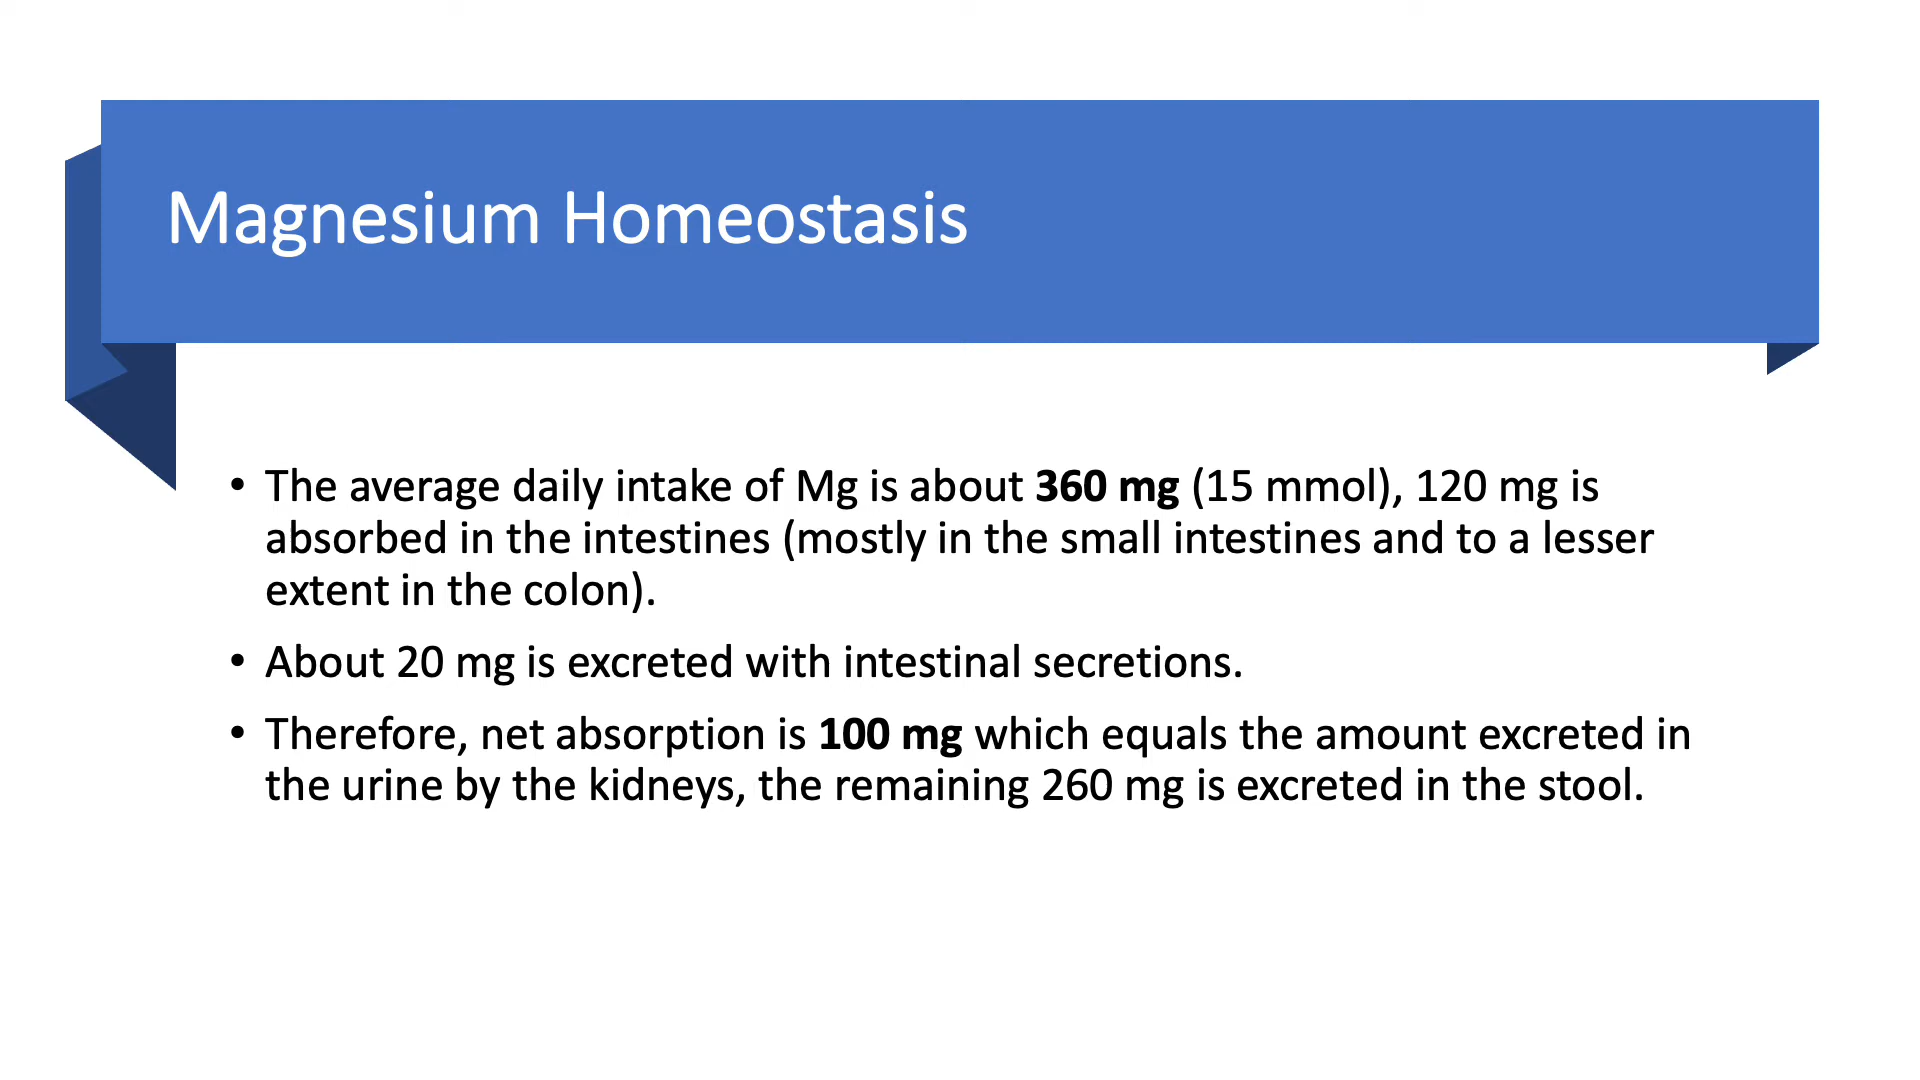 Magnesium Homeostasis
• The average daily intake of Mg is about 360 mg (15 mmol), 120 mg is
absorbed in the intestines (mostly in the small intestines and to a lesser
extent in the colon).
• About 20 mg is excreted with intestinal secretions.
• Therefore, net absorption is 100 mg which equals the amount excreted in
the urine by the kidneys, the remaining 260 mg is excreted in the stool.